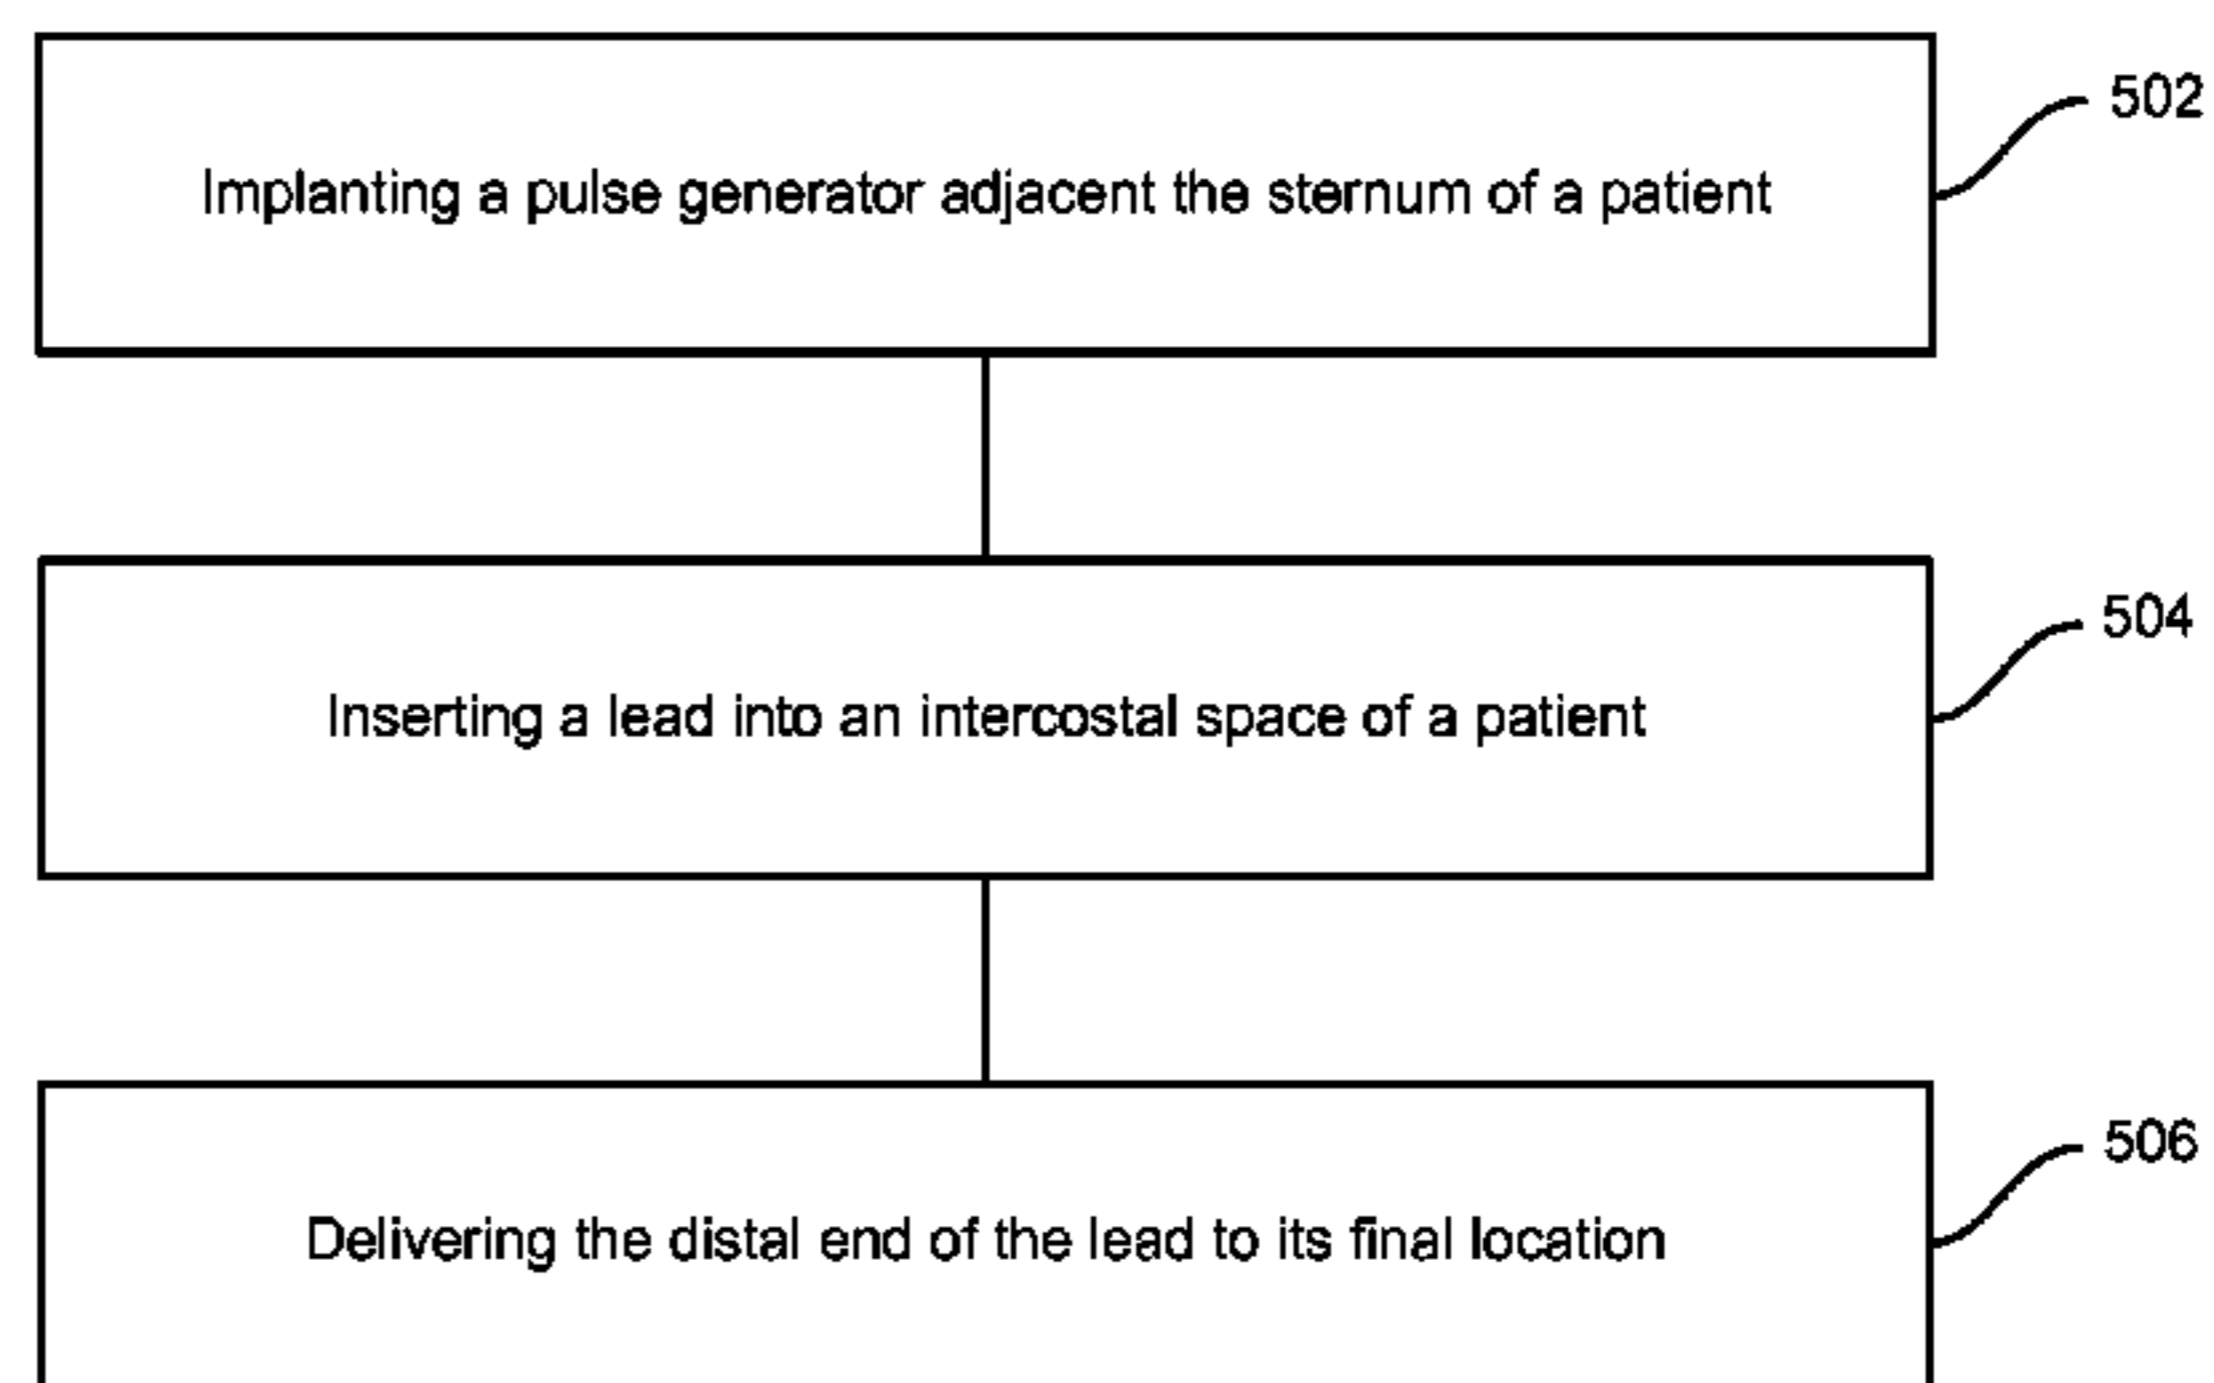 Implanting a pulse generator adjacent the sternum of a patient
502
Inserting a lead into an intercostal space of a patient
504
Delivering the distal end of the lead to its final location
506